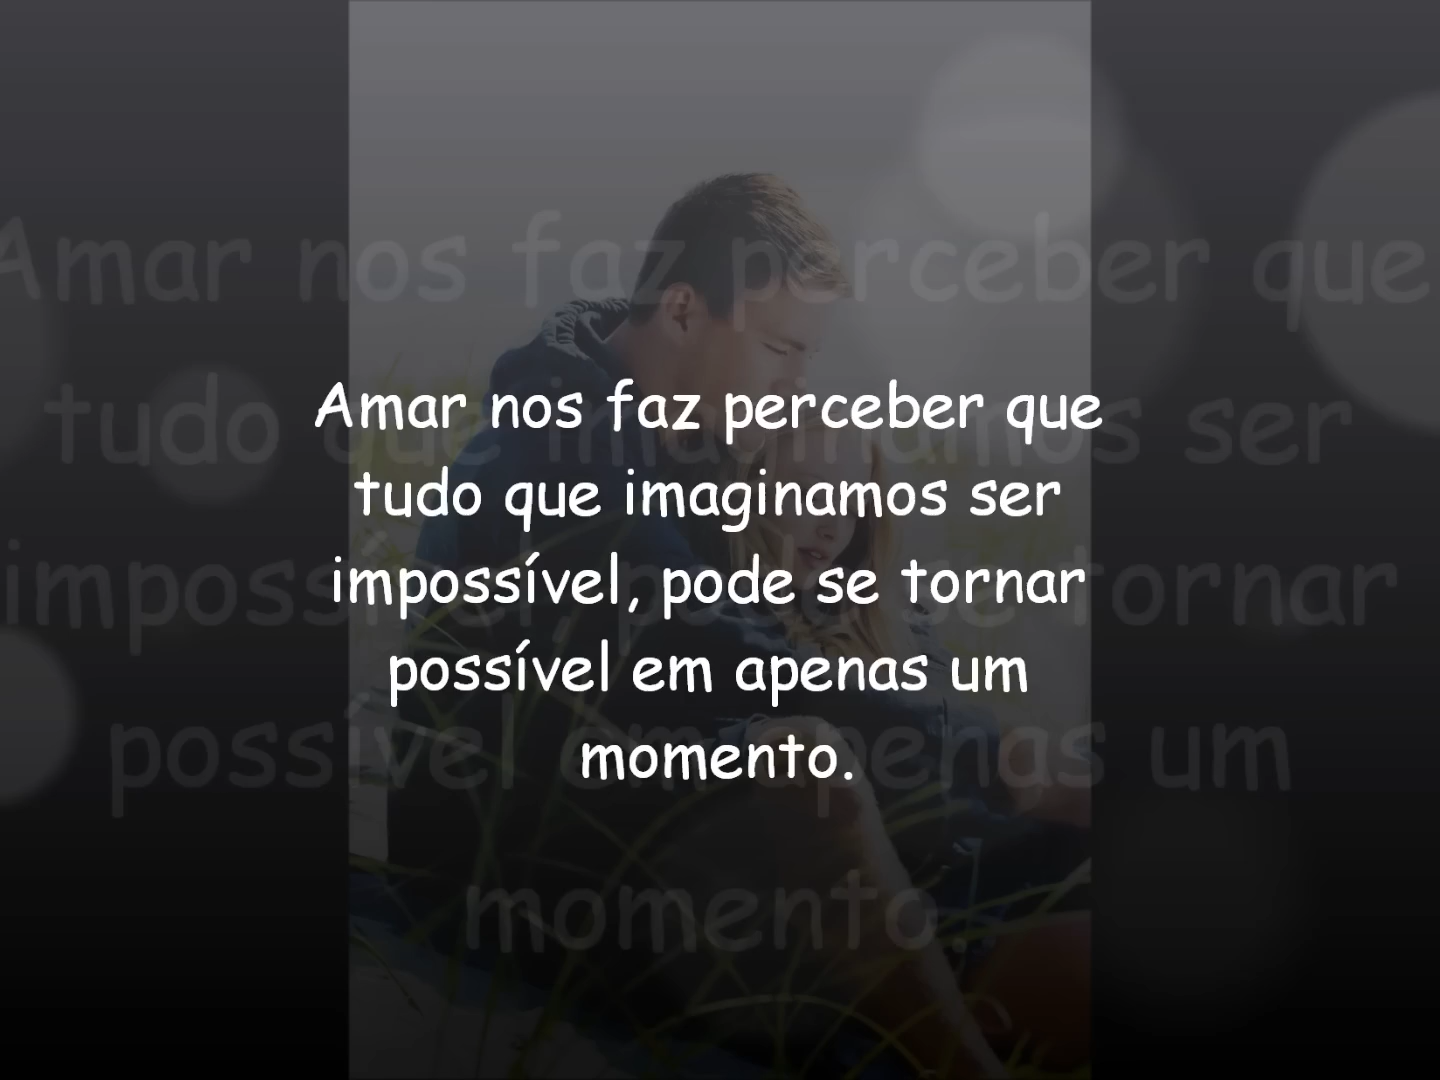 Amar nos faz perceber que
tudo que imaginamos ser
impossível, pode se tornar
possível em apenas um
momento.